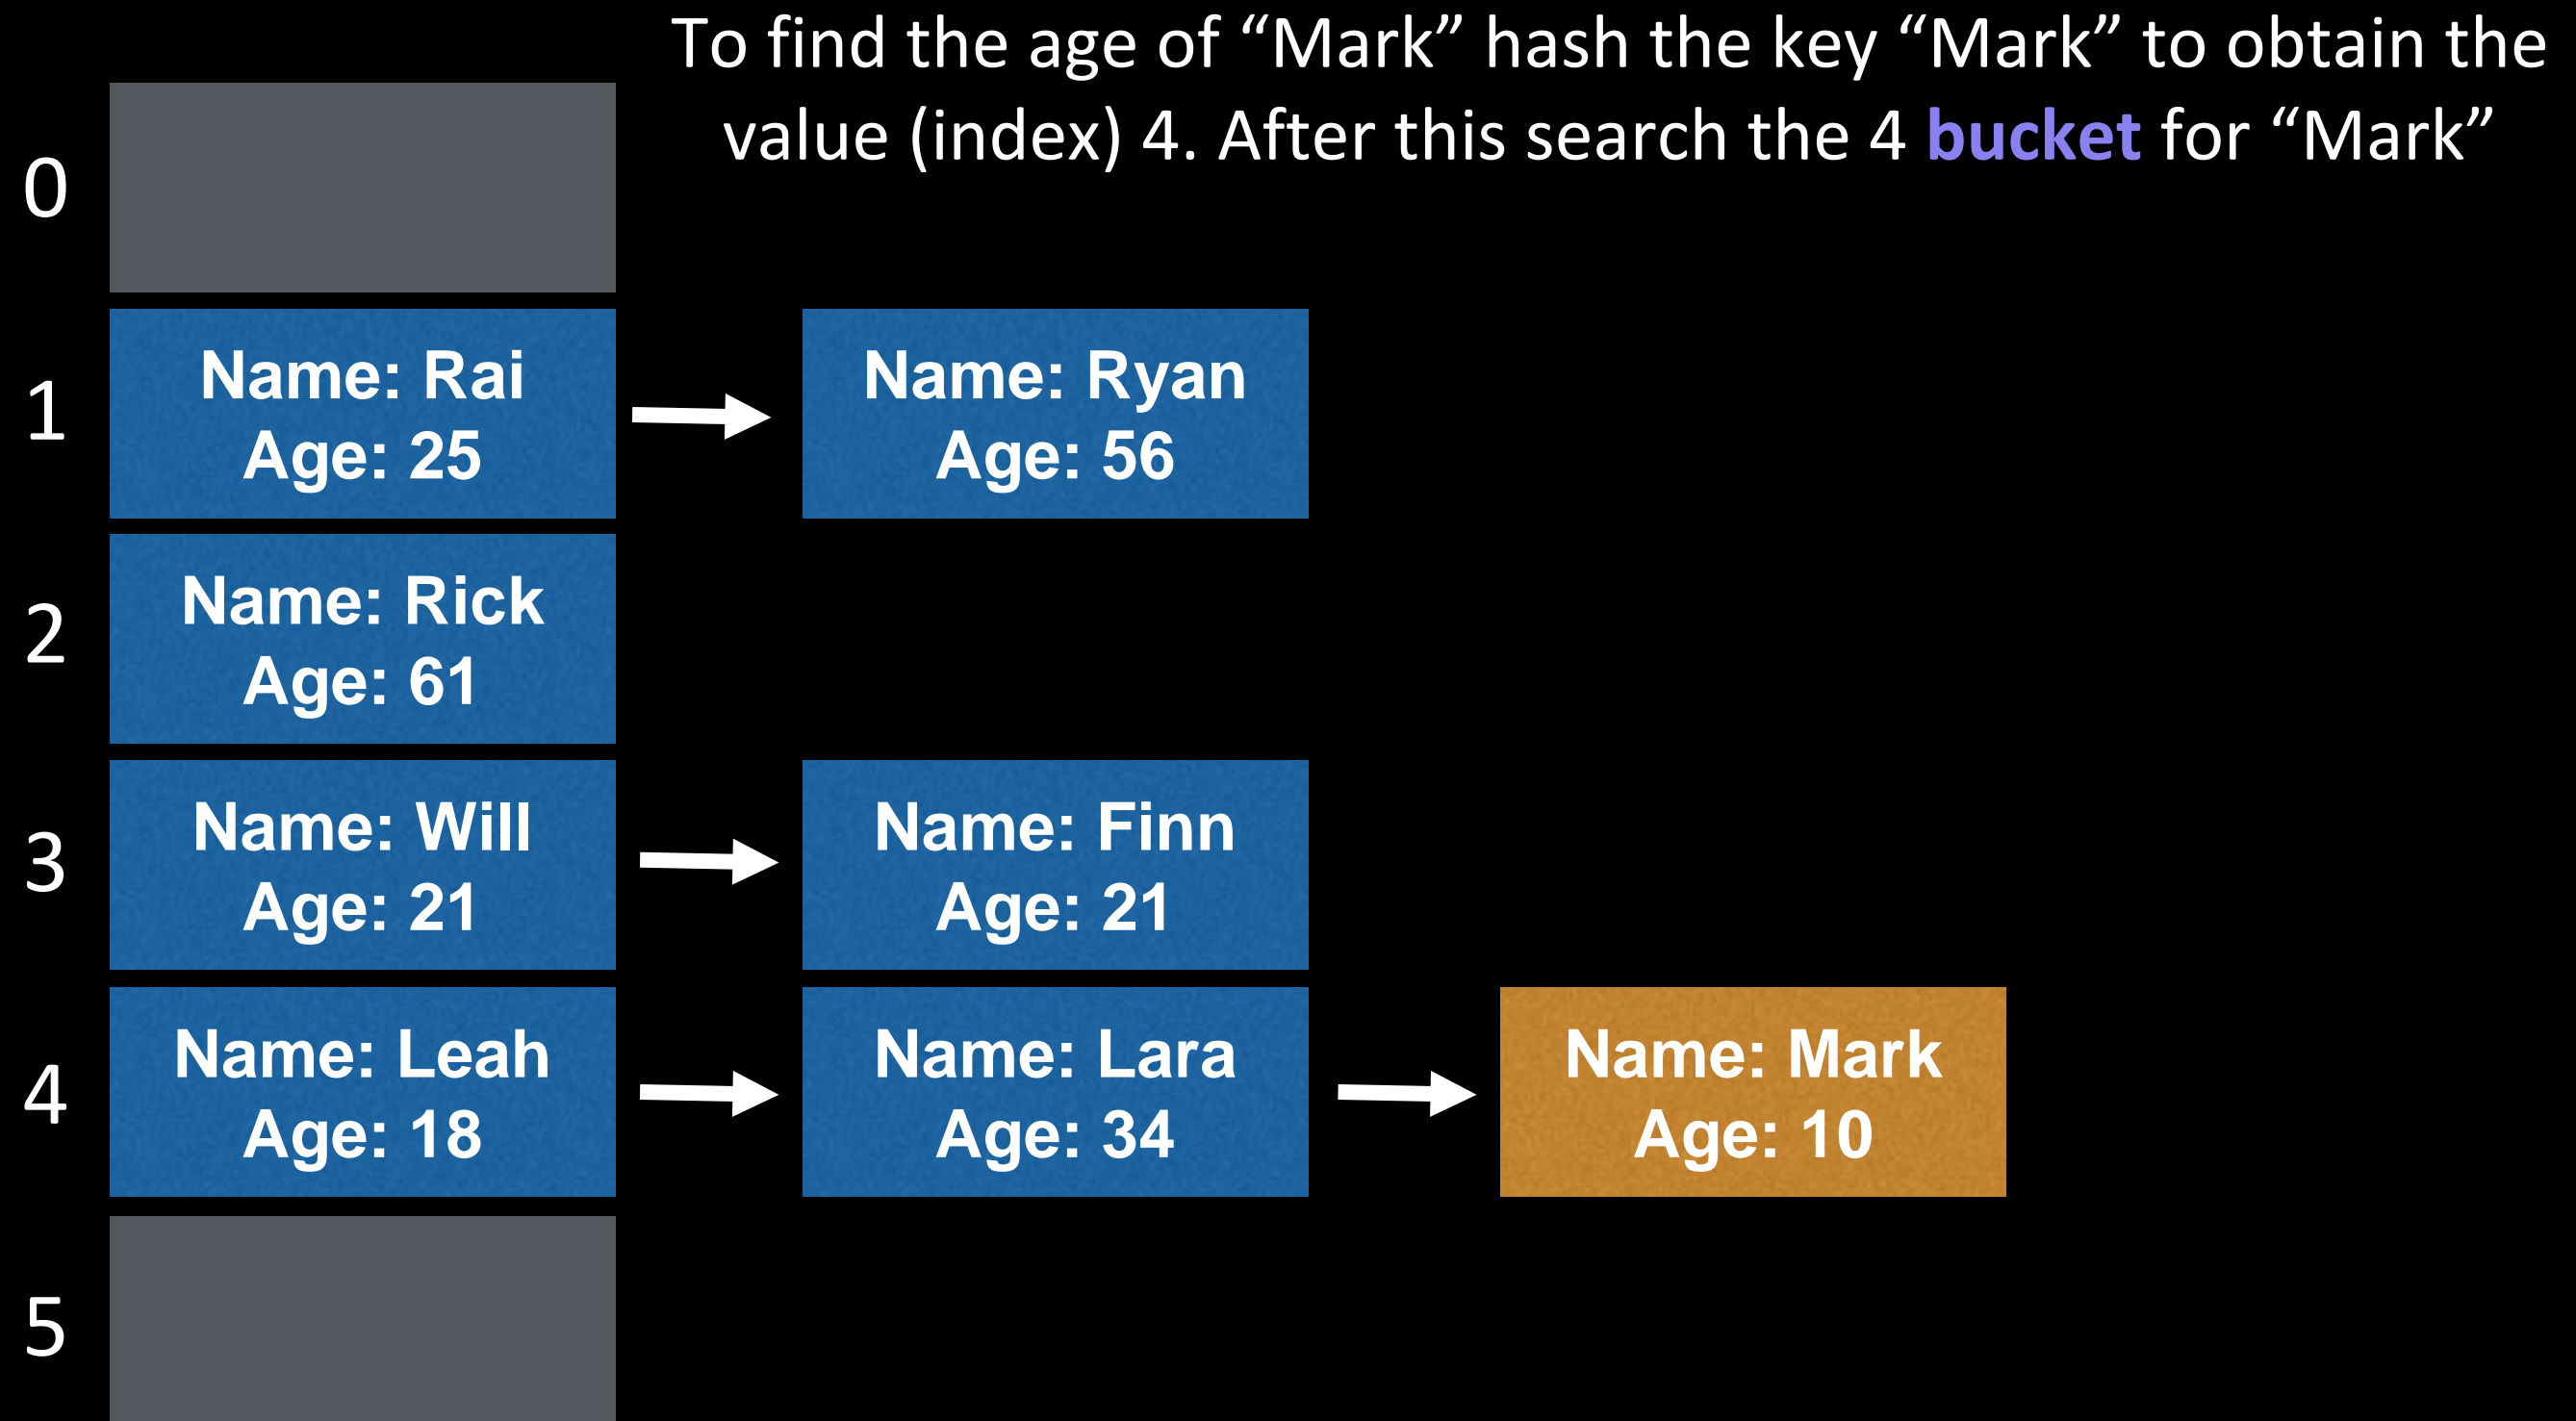 To find the age of “Mark” hash the key “Mark” to obtain the
value (index) 4. After this search the 4 bucket for “Mark”
0
1
Name: Rai
Age: 25
Name: Ryan
Age: 56
2
Name: Rick
Age: 61
3
Name: Will
Age: 21
Name: Finn
Age: 21
4
Name: Leah
Age: 18
Name: Lara
Age: 34
Name: Mark
Age: 10
5